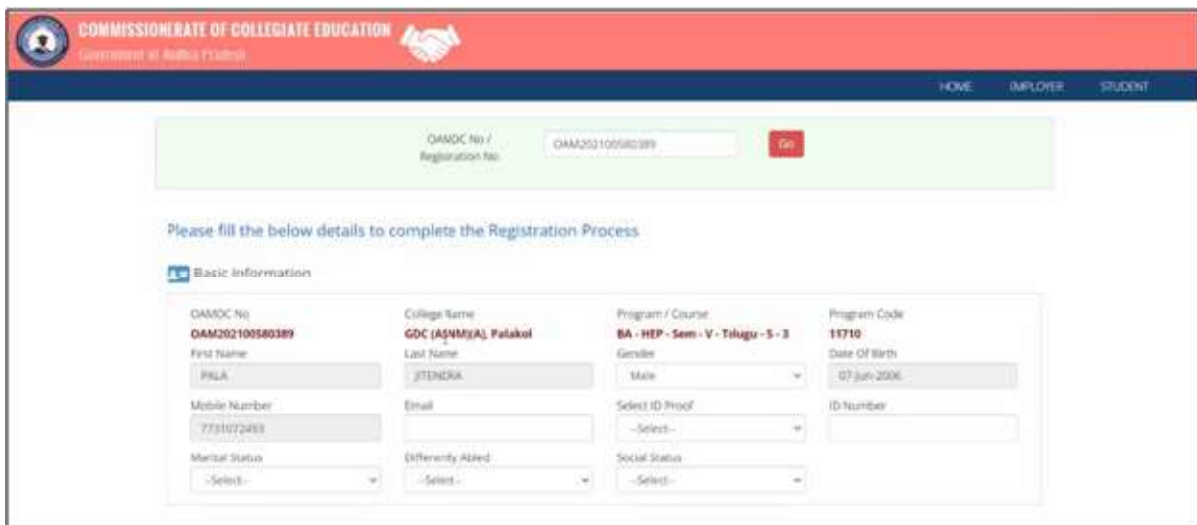 COMMISSIONERATE OF COLLEGIATE EDUCATION
Government of Andhra Pradesh
HOME EMPLOYER STUDENT
OAMDC No /
Registration No.
OAM202100580389 Go
Please fill the below details to complete the Registration Process
Basic Information
OAMDC No College Name Program / Course Program Code
OAM202100580389 GDC (ASNM)(A), Palakol BA - HEP - Sem - V - Telugu - 5 - 3 11710
First Name Last Name Gender Date Of Birth
PALA JITENDRA Male 07-Jun-2006
Mobile Number Email Select ID Proof ID Number
--Select--
Marital Status Differently Abled Social Status
--Select-- --Select-- --Select--